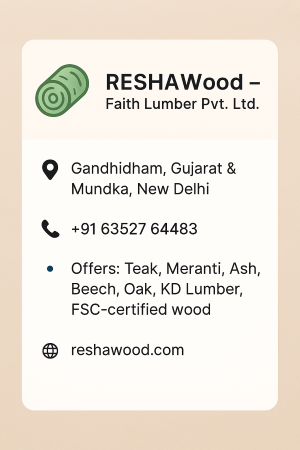 RESHAWood –
Faith Lumber Pvt. Ltd.
Gandhidham, Gujarat &
Mundka, New Delhi
+91 63527 64483
Offers: Teak, Meranti, Ash,
Beech, Oak, KD Lumber,
FSC-certified wood
reshawood.com